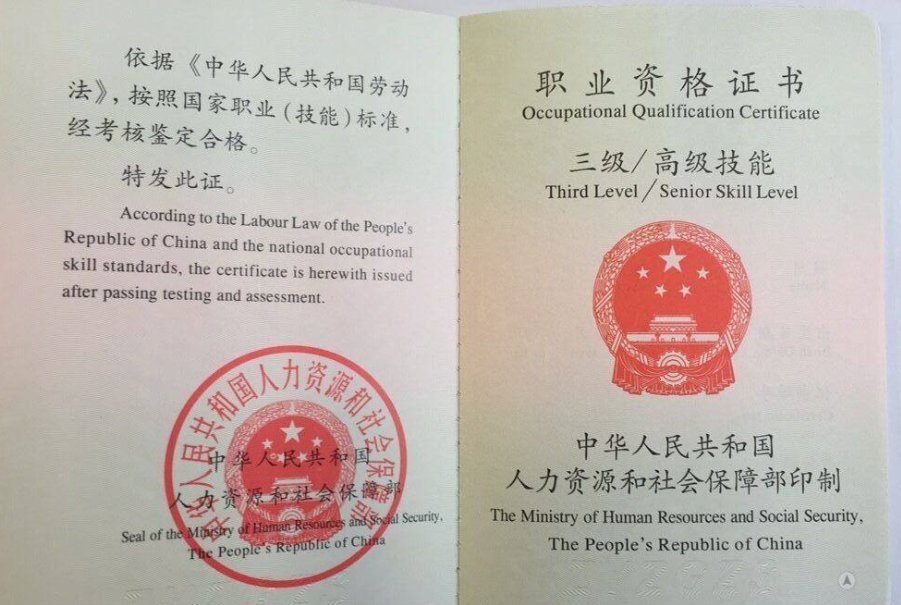 依据《中华人民共和国劳动
法》，按照国家职业（技能）标准，
经考核鉴定合格。
特发此证。
According to the Labour Law of the People's
Republic of China and the national occupational
skill standards, the certificate is herewith issued
after passing testing and assessment.
中华人民共和国人力资源和社会保障部
中华人民共和国
人力资源和社会保障部
Seal of the Ministry of Human Resources and Social Security,
The People's Republic of China
职业资格证书
Occupational Qualification Certificate
三级/高级技能
Third Level/Senior Skill Level
中华人民共和国
人力资源和社会保障部印制
The Ministry of Human Resources and Social Security,
The People's Republic of China